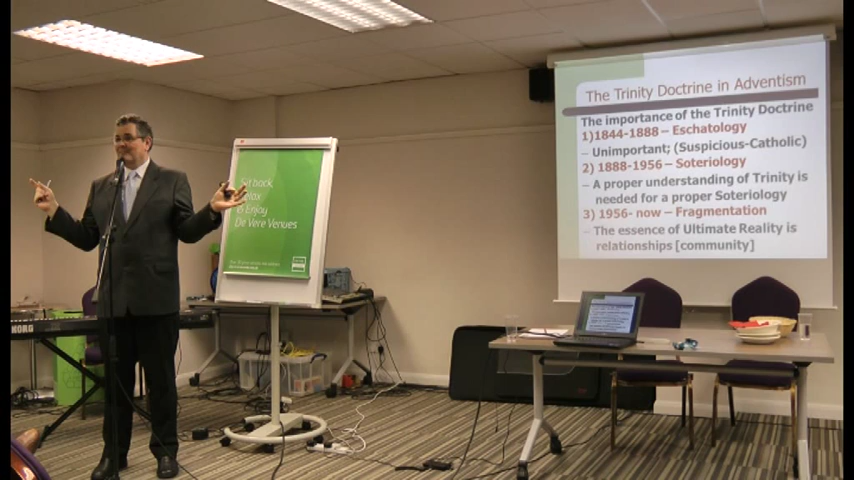 KORG
Sit back,
relax
& Enjoy
De Vere Venues
The Trinity Doctrine in Adventism
The importance of the Trinity Doctrine
1)1844-1888 – Eschatology
– Unimportant; (Suspicious-Catholic)
2) 1888-1956 – Soteriology
– A proper understanding of Trinity is
needed for a proper Soteriology
3) 1956- now – Fragmentation
– The essence of Ultimate Reality is
relationships [community]